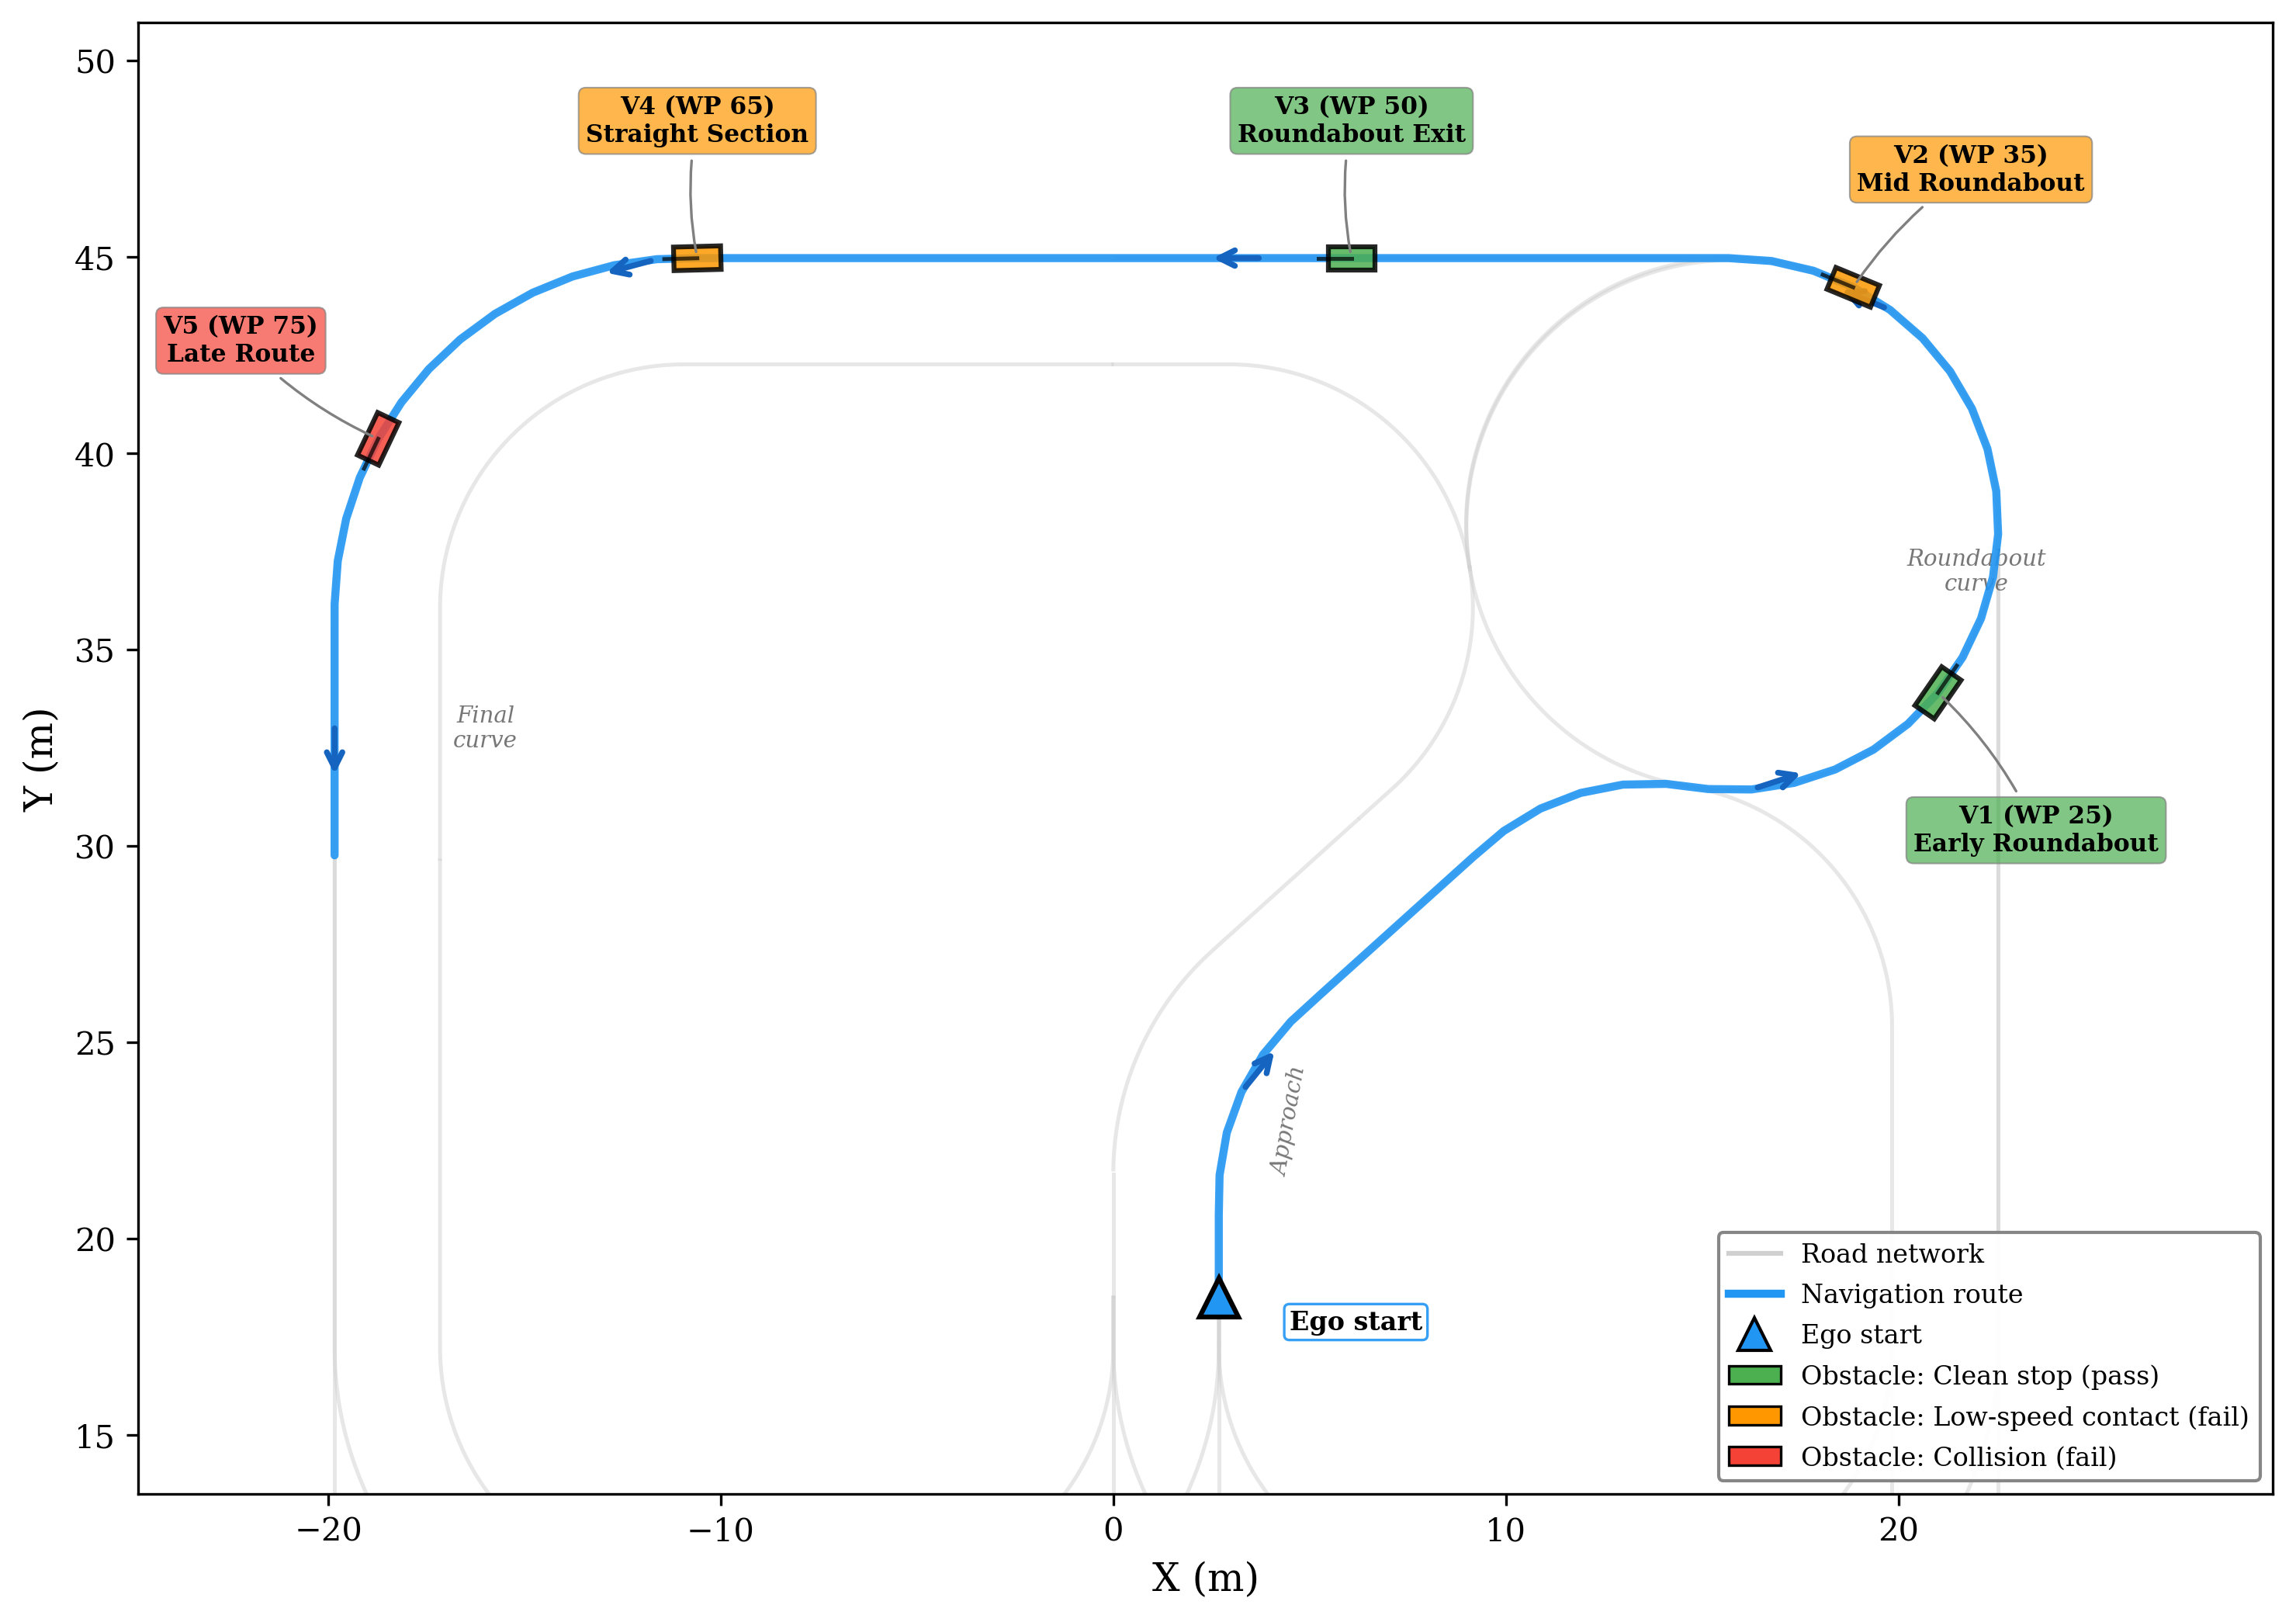 V4 (WP 65)
Straight Section
V3 (WP 50)
Roundabout Exit
V2 (WP 35)
Mid Roundabout
V5 (WP 75)
Late Route
Roundabout
curve
Final
curve
V1 (WP 25)
Early Roundabout
Approach
Ego start
Road network
Navigation route
Ego start
Obstacle: Clean stop (pass)
Obstacle: Low-speed contact (fail)
Obstacle: Collision (fail)
50
45
40
35
30
25
20
15
Y (m)
−20
−10
0
10
20
X (m)